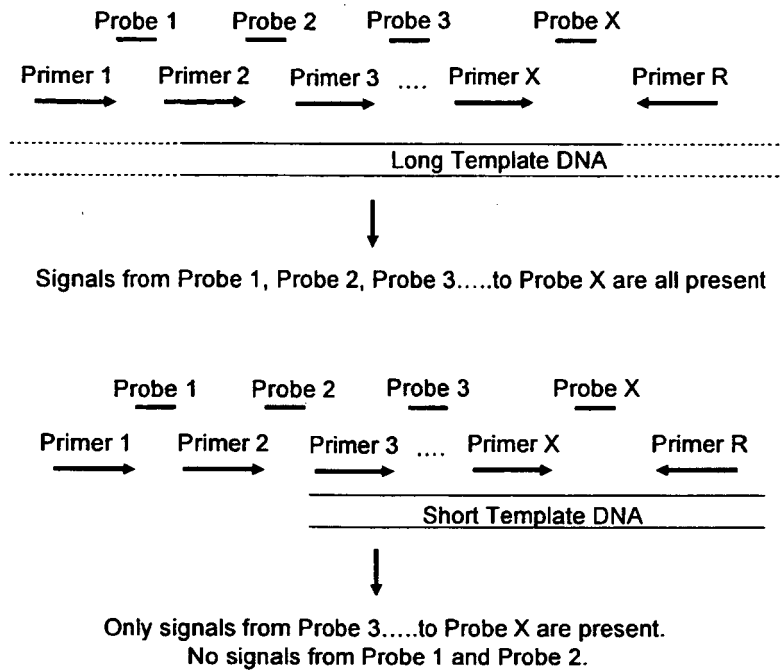 Probe 1 Probe 2 Probe 3 Probe X
Primer 1 Primer 2 Primer 3 .... Primer X Primer R
Long Template DNA
Signals from Probe 1, Probe 2, Probe 3.....to Probe X are all present
Probe 1 Probe 2 Probe 3 Probe X
Primer 1 Primer 2 Primer 3 .... Primer X Primer R
Short Template DNA
Only signals from Probe 3.....to Probe X are present.
No signals from Probe 1 and Probe 2.